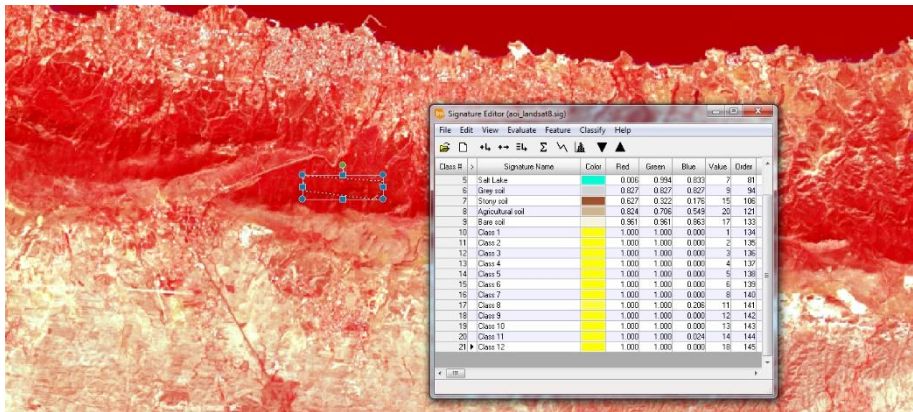 Signature Editor (aoi_landsat8.sig)
File Edit View Evaluate Feature Classify Help
Class # > Signature Name Color Red Green Blue Value Order
5 Salt Lake 0.006 0.994 0.833 7 81
6 Grey soil 0.827 0.827 0.827 9 94
7 Stony soil 0.627 0.322 0.176 15 106
8 Agricultural soil 0.824 0.706 0.549 20 121
9 Bare soil 0.961 0.961 0.863 17 133
10 Class 1 1.000 1.000 0.000 1 134
11 Class 2 1.000 1.000 0.000 2 135
12 Class 3 1.000 1.000 0.000 3 136
13 Class 4 1.000 1.000 0.000 4 137
14 Class 5 1.000 1.000 0.000 5 138
15 Class 6 1.000 1.000 0.000 6 139
16 Class 7 1.000 1.000 0.000 8 140
17 Class 8 1.000 1.000 0.206 11 141
18 Class 9 1.000 1.000 0.000 12 142
19 Class 10 1.000 1.000 0.000 13 143
20 Class 11 1.000 1.000 0.024 14 144
21 Class 12 1.000 1.000 0.000 18 145